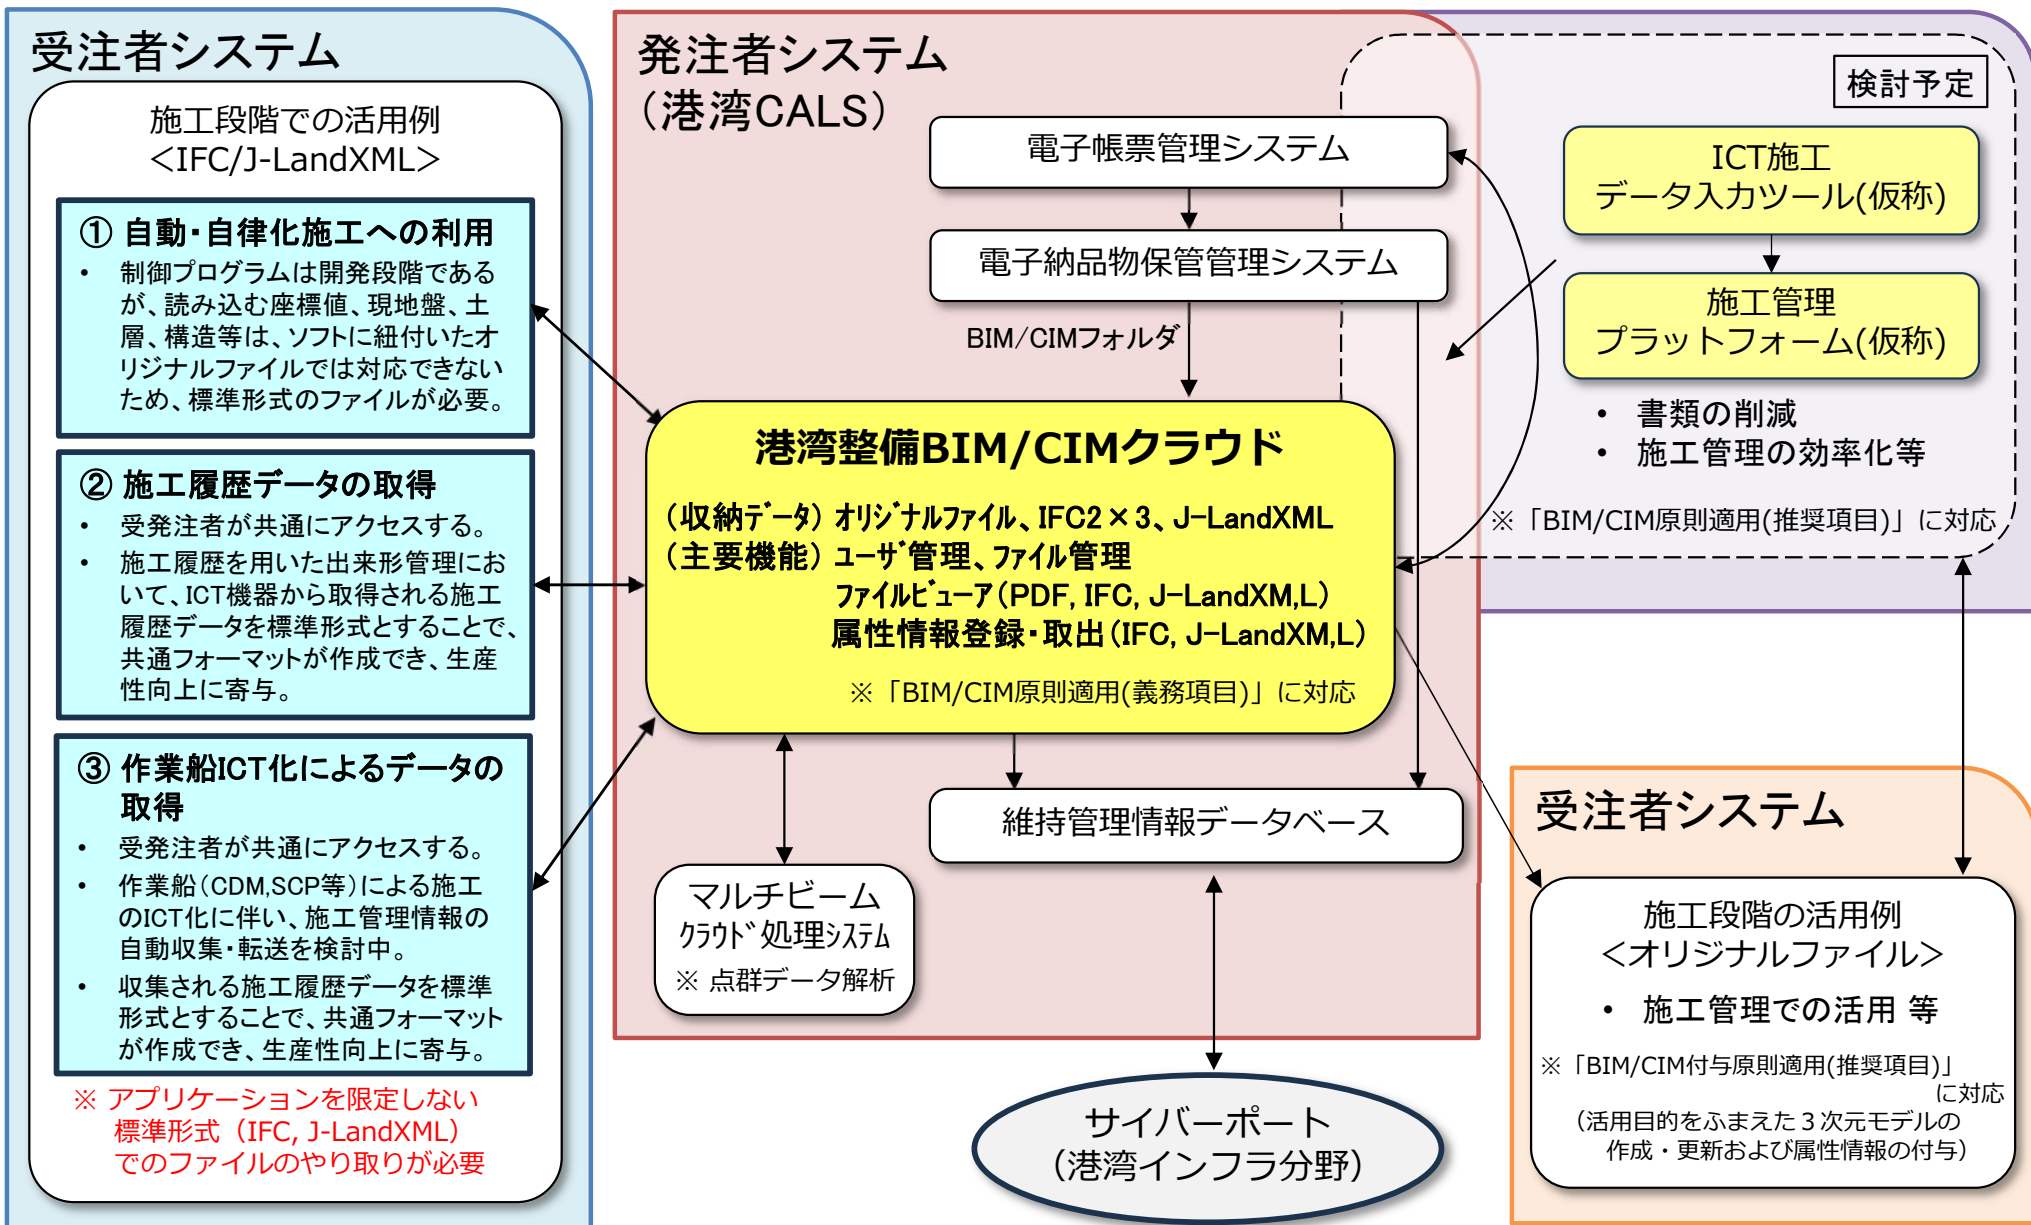 受注者システム
施工段階での活用例
＜IFC/J-LandXML＞
① 自動・自律化施工への利用
• 制御プログラムは開発段階である
が、読み込む座標値、現地盤、土
層、構造等は、ソフトに紐付いたオ
リジナルファイルでは対応できない
ため、標準形式のファイルが必要。
② 施工履歴データの取得
• 受発注者が共通にアクセスする。
• 施工履歴を用いた出来形管理にお
いて、ICT機器から取得される施工
履歴データを標準形式とすることで、
共通フォーマットが作成でき、生産
性向上に寄与。
③ 作業船ICT化によるデータの
取得
• 受発注者が共通にアクセスする。
• 作業船（CDM,SCP等）による施工
のICT化に伴い、施工管理情報の
自動収集・転送を検討中。
• 収集される施工履歴データを標準
形式とすることで、共通フォーマット
が作成でき、生産性向上に寄与。
※ アプリケーションを限定しない
標準形式（IFC, J-LandXML）
でのファイルのやり取りが必要
発注者システム
（港湾CALS）
電子帳票管理システム
電子納品物保管管理システム
BIM/CIMフォルダ
港湾整備BIM/CIMクラウド
（収納ﾃﾞｰﾀ）ｵﾘｼﾞﾅﾙﾌｧｲﾙ、IFC2×3、J-LandXML
（主要機能）ﾕｰｻﾞ管理、ﾌｧｲﾙ管理
ﾌｧｲﾙﾋﾞｭｰｱ（PDF, IFC, J-LandXM,L）
属性情報登録・取出（IFC, J-LandXM,L）
※「BIM/CIM原則適用(義務項目)」に対応
維持管理情報データベース
マルチビーム
ｸﾗｳﾄﾞ処理ｼｽﾃﾑ
※ 点群データ解析
サイバーポート
（港湾インフラ分野）
検討予定
ICT施工
データ入力ツール(仮称)
施工管理
プラットフォーム(仮称)
• 書類の削減
• 施工管理の効率化等
※「BIM/CIM原則適用(推奨項目)」に対応
受注者システム
施工段階の活用例
＜オリジナルファイル＞
• 施工管理での活用 等
※「BIM/CIM付与原則適用(推奨項目)」
に対応
（活用目的をふまえた３次元モデルの
作成・更新および属性情報の付与）